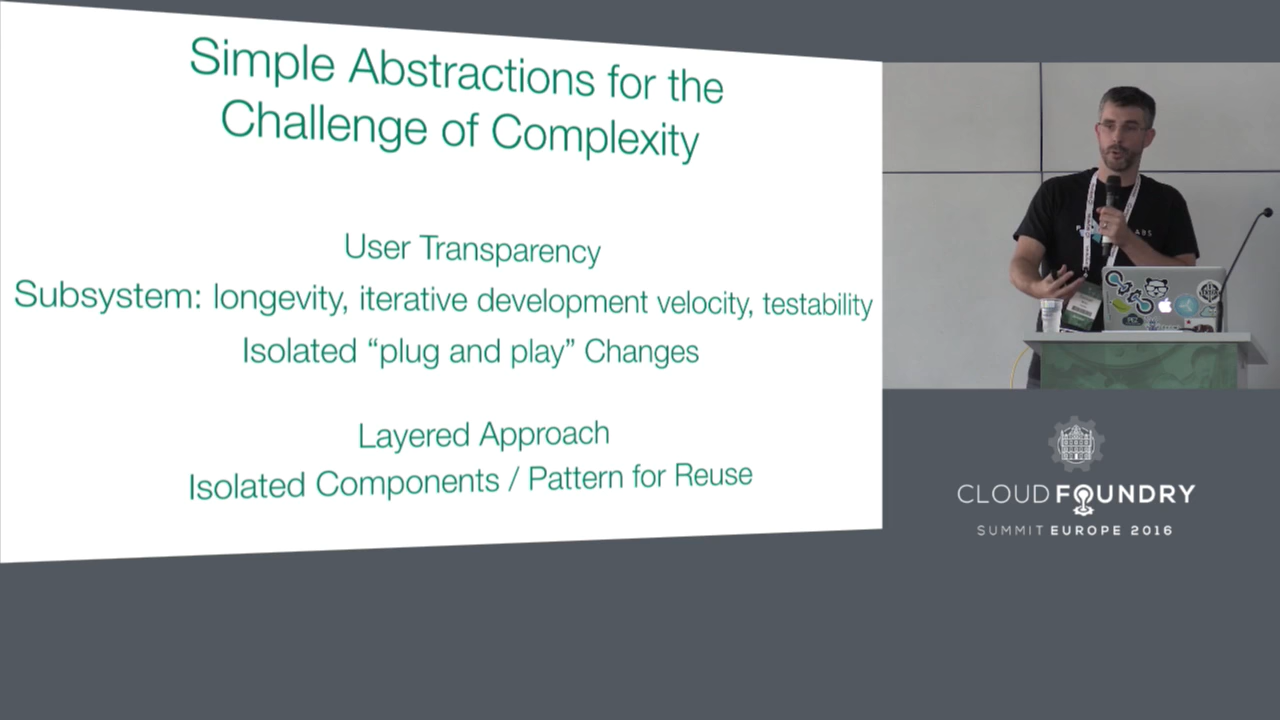 Simple Abstractions for the
Challenge of Complexity
User Transparency
Subsystem: longevity, iterative development velocity, testability
Isolated “plug and play” Changes
Layered Approach
Isolated Components / Pattern for Reuse
CLOUD FOUNDRY
SUMMIT EUROPE 2016